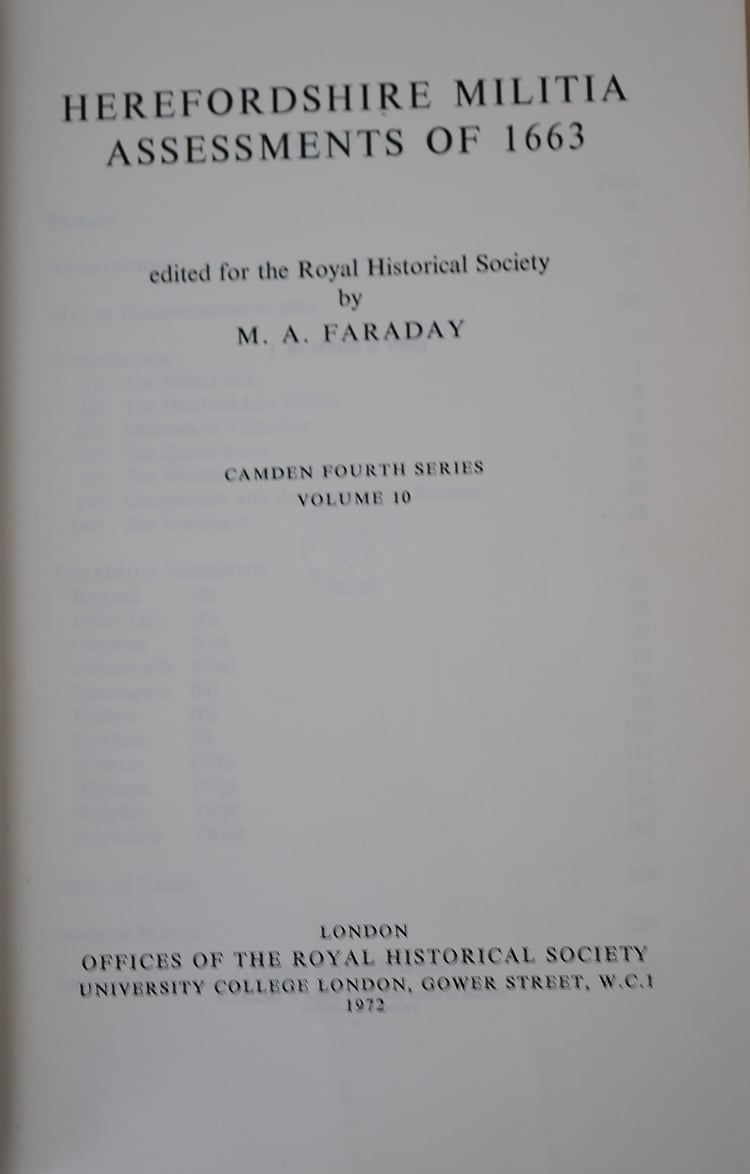 HEREFORDSHIRE MILITIA
ASSESSMENTS OF 1663
edited for the Royal Historical Society
by
M. A. FARADAY
CAMDEN FOURTH SERIES
VOLUME 10
LONDON
OFFICES OF THE ROYAL HISTORICAL SOCIETY
UNIVERSITY COLLEGE LONDON, GOWER STREET, W.C.1
1972